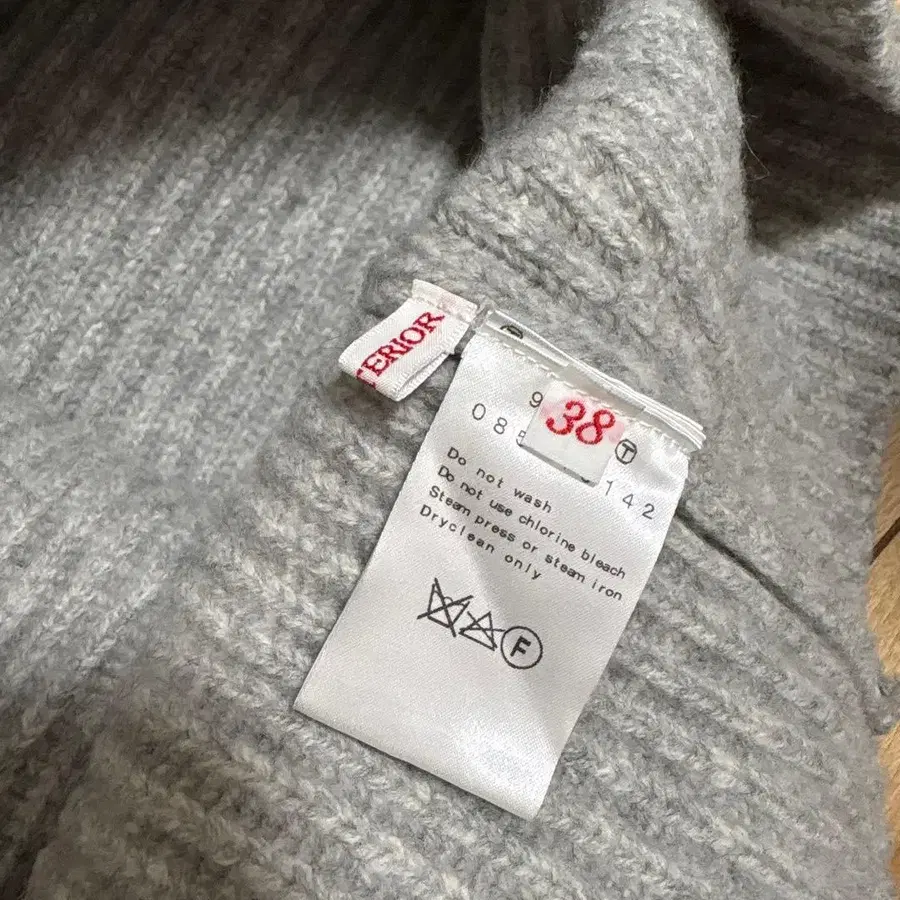 TERIOR
9
38
08
T
142
Do not wash
Do not use chlorine bleach
Steam press or steam iron
Dryclean only
F